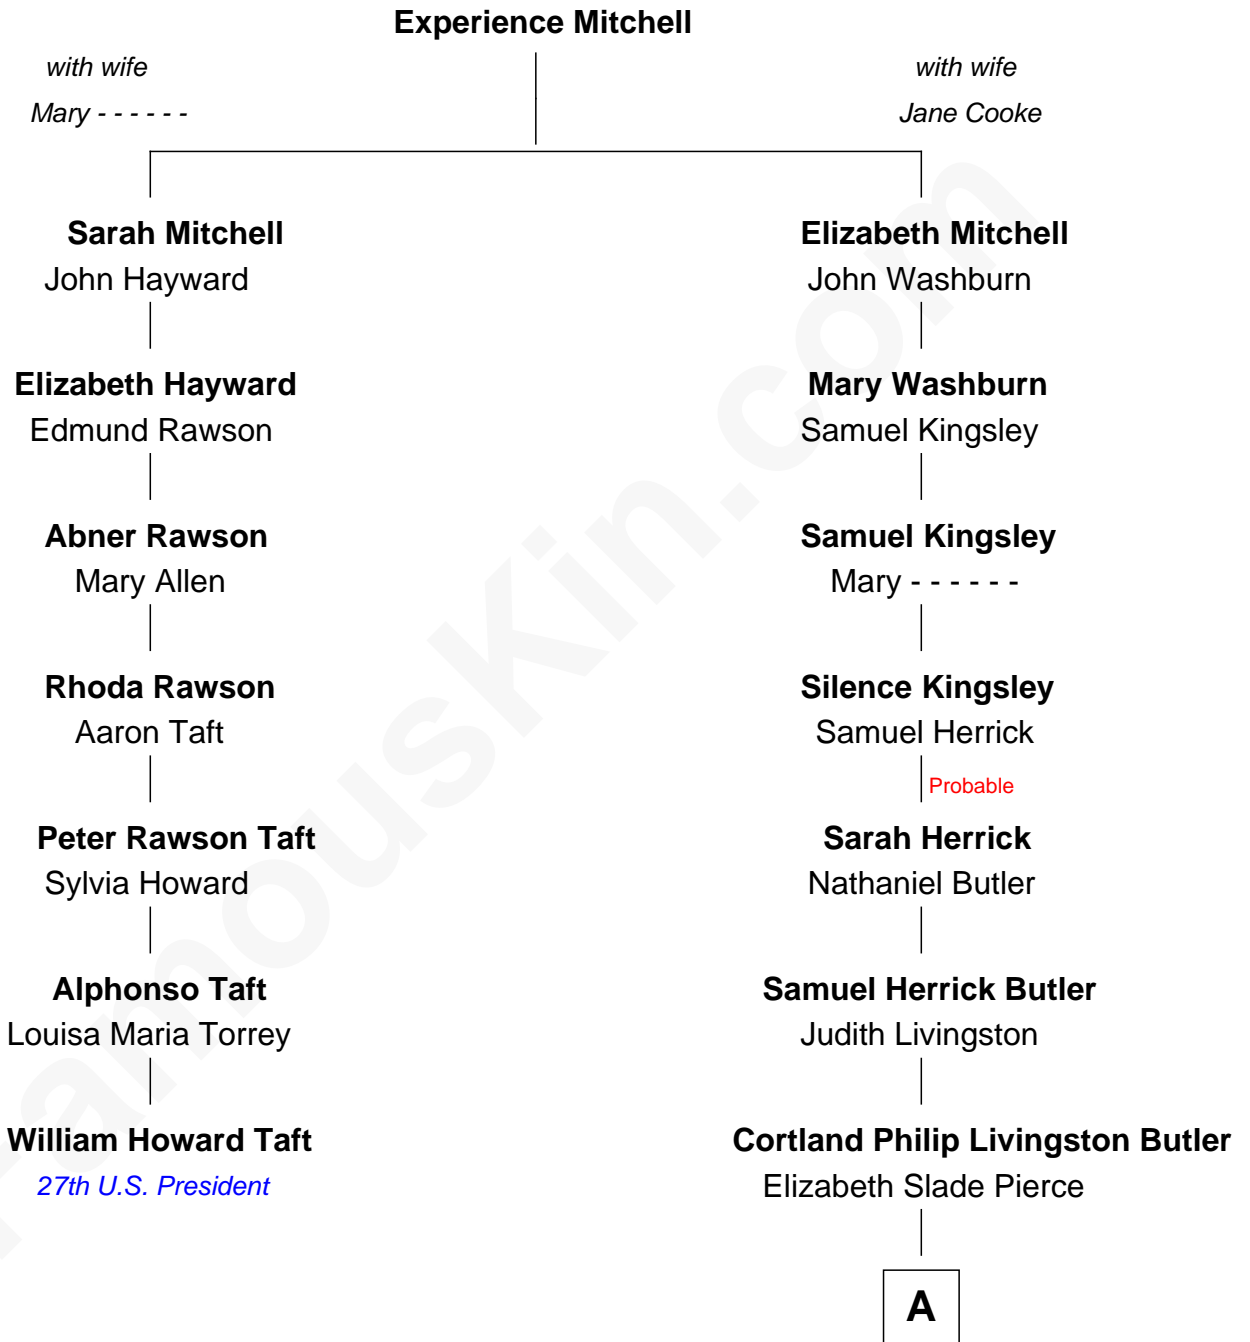 Experience Mitchell
with wife
Mary - - - - - -
with wife
Jane Cooke
Sarah Mitchell
John Hayward
Elizabeth Mitchell
John Washburn
Elizabeth Hayward
Edmund Rawson
Mary Washburn
Samuel Kingsley
Abner Rawson
Mary Allen
Samuel Kingsley
Mary - - - - - -
Rhoda Rawson
Aaron Taft
Silence Kingsley
Samuel Herrick
Probable
Peter Rawson Taft
Sylvia Howard
Sarah Herrick
Nathaniel Butler
Alphonso Taft
Louisa Maria Torrey
Samuel Herrick Butler
Judith Livingston
William Howard Taft
27th U.S. President
Cortland Philip Livingston Butler
Elizabeth Slade Pierce
A
FamousKin.com